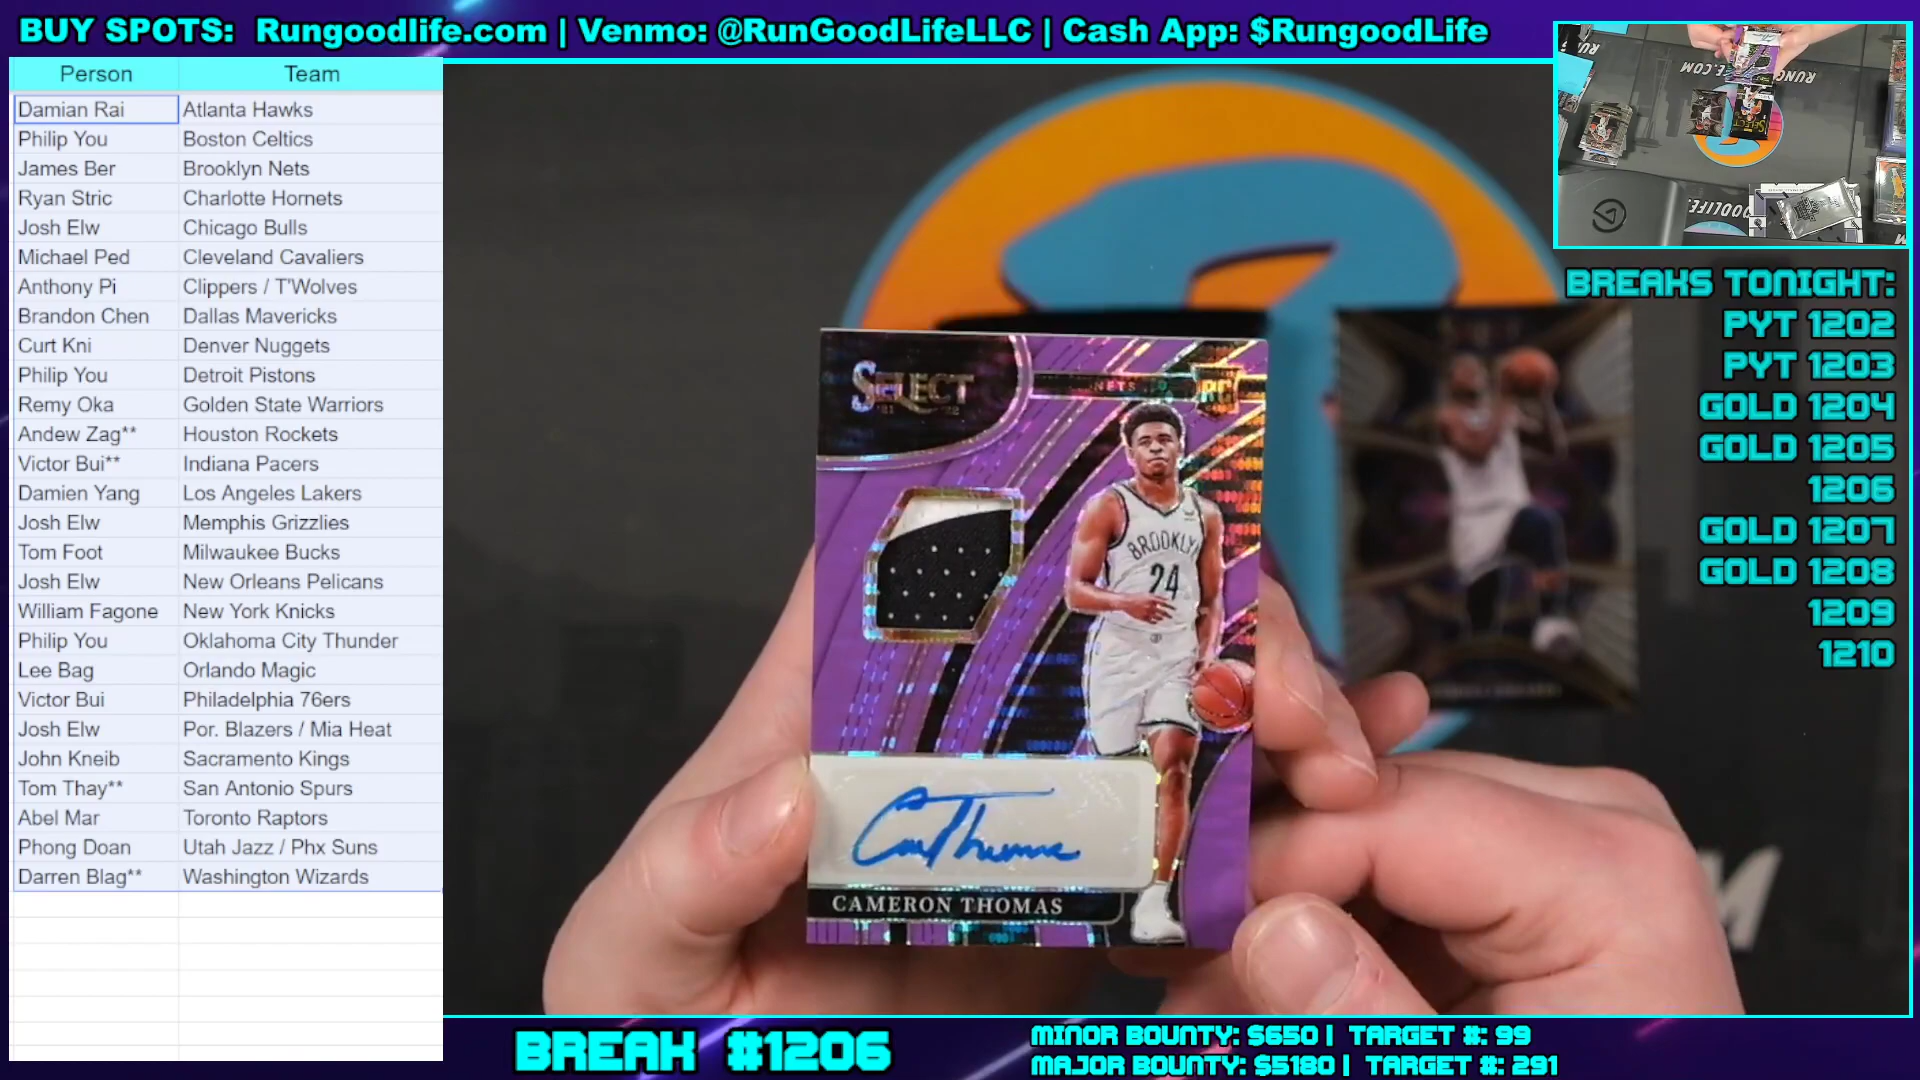 BUY SPOTS: Rungoodlife.com | Venmo: @RunGoodLifeLLC | Cash App: $RungoodLife
Person Team
Damian Rai Atlanta Hawks
Philip You Boston Celtics
James Ber Brooklyn Nets
Ryan Stric Charlotte Hornets
Josh Elw Chicago Bulls
Michael Ped Cleveland Cavaliers
Anthony Pi Clippers / T'Wolves
Brandon Chen Dallas Mavericks
Curt Kni Denver Nuggets
Philip You Detroit Pistons
Remy Oka Golden State Warriors
Andew Zag** Houston Rockets
Victor Bui** Indiana Pacers
Damien Yang Los Angeles Lakers
Josh Elw Memphis Grizzlies
Tom Foot Milwaukee Bucks
Josh Elw New Orleans Pelicans
William Fagone New York Knicks
Philip You Oklahoma City Thunder
Lee Bag Orlando Magic
Victor Bui Philadelphia 76ers
Josh Elw Por. Blazers / Mia Heat
John Kneib Sacramento Kings
Tom Thay** San Antonio Spurs
Abel Mar Toronto Raptors
Phong Doan Utah Jazz / Phx Suns
Darren Blag** Washington Wizards
SELECT
NETS
RC
BROOKLYN
24
Cam Thomas
CAMERON THOMAS
BREAKS TONIGHT:
PYT 1202
PYT 1203
GOLD 1204
GOLD 1205
1206
GOLD 1207
GOLD 1208
1209
1210
BREAK #1206
MINOR BOUNTY: $650 | TARGET #: 99
MAJOR BOUNTY: $5180 | TARGET #: 291